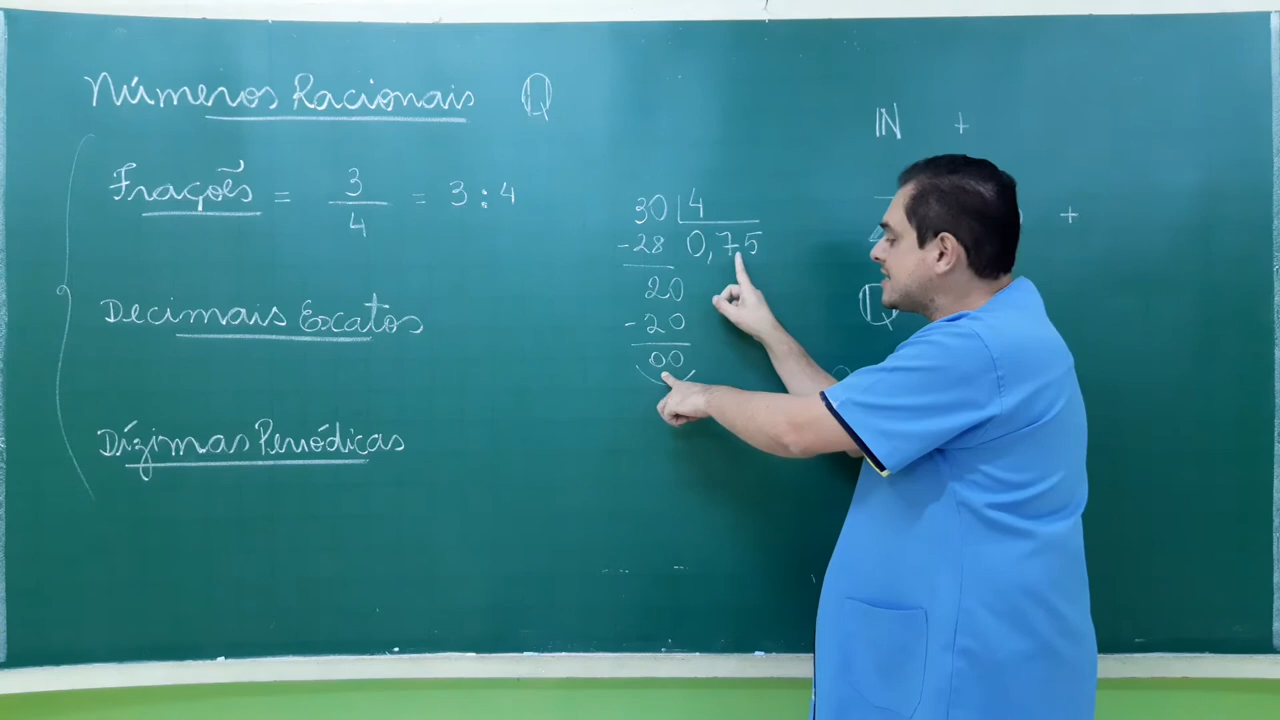 Números Racionais Q
Frações = 3/4 = 3 : 4
Decimais Exatos
Dízimas Periódicas
30 4
-28 0,75
20
-20
00
N +
+
Q